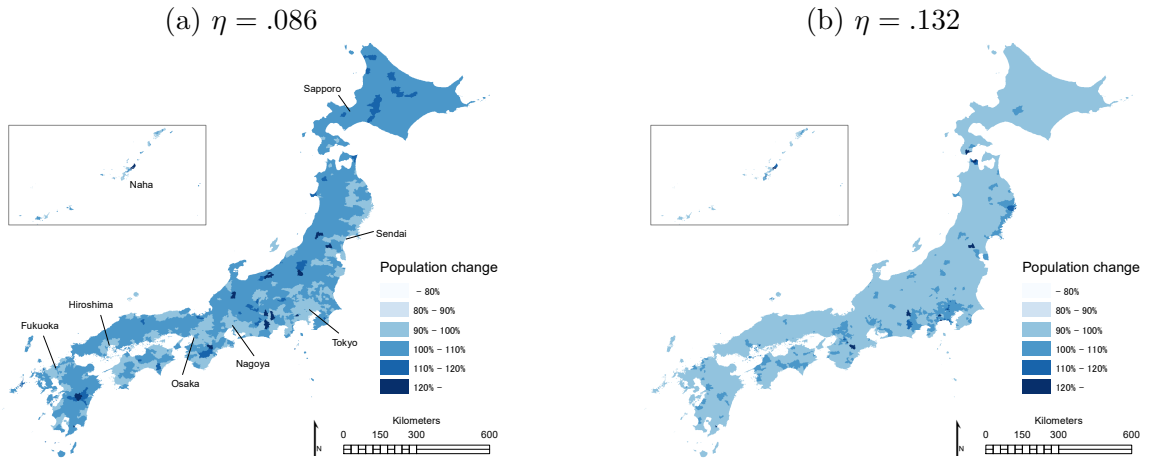 (a) η = .086
Sapporo
Naha
Sendai
Population change
- 80%
80% - 90%
90% - 100%
100% - 110%
110% - 120%
120% -
Hiroshima
Fukuoka
Tokyo
Nagoya
Osaka
Kilometers
0 150 300 600
N
(b) η = .132
Population change
- 80%
80% - 90%
90% - 100%
100% - 110%
110% - 120%
120% -
Kilometers
0 150 300 600
N